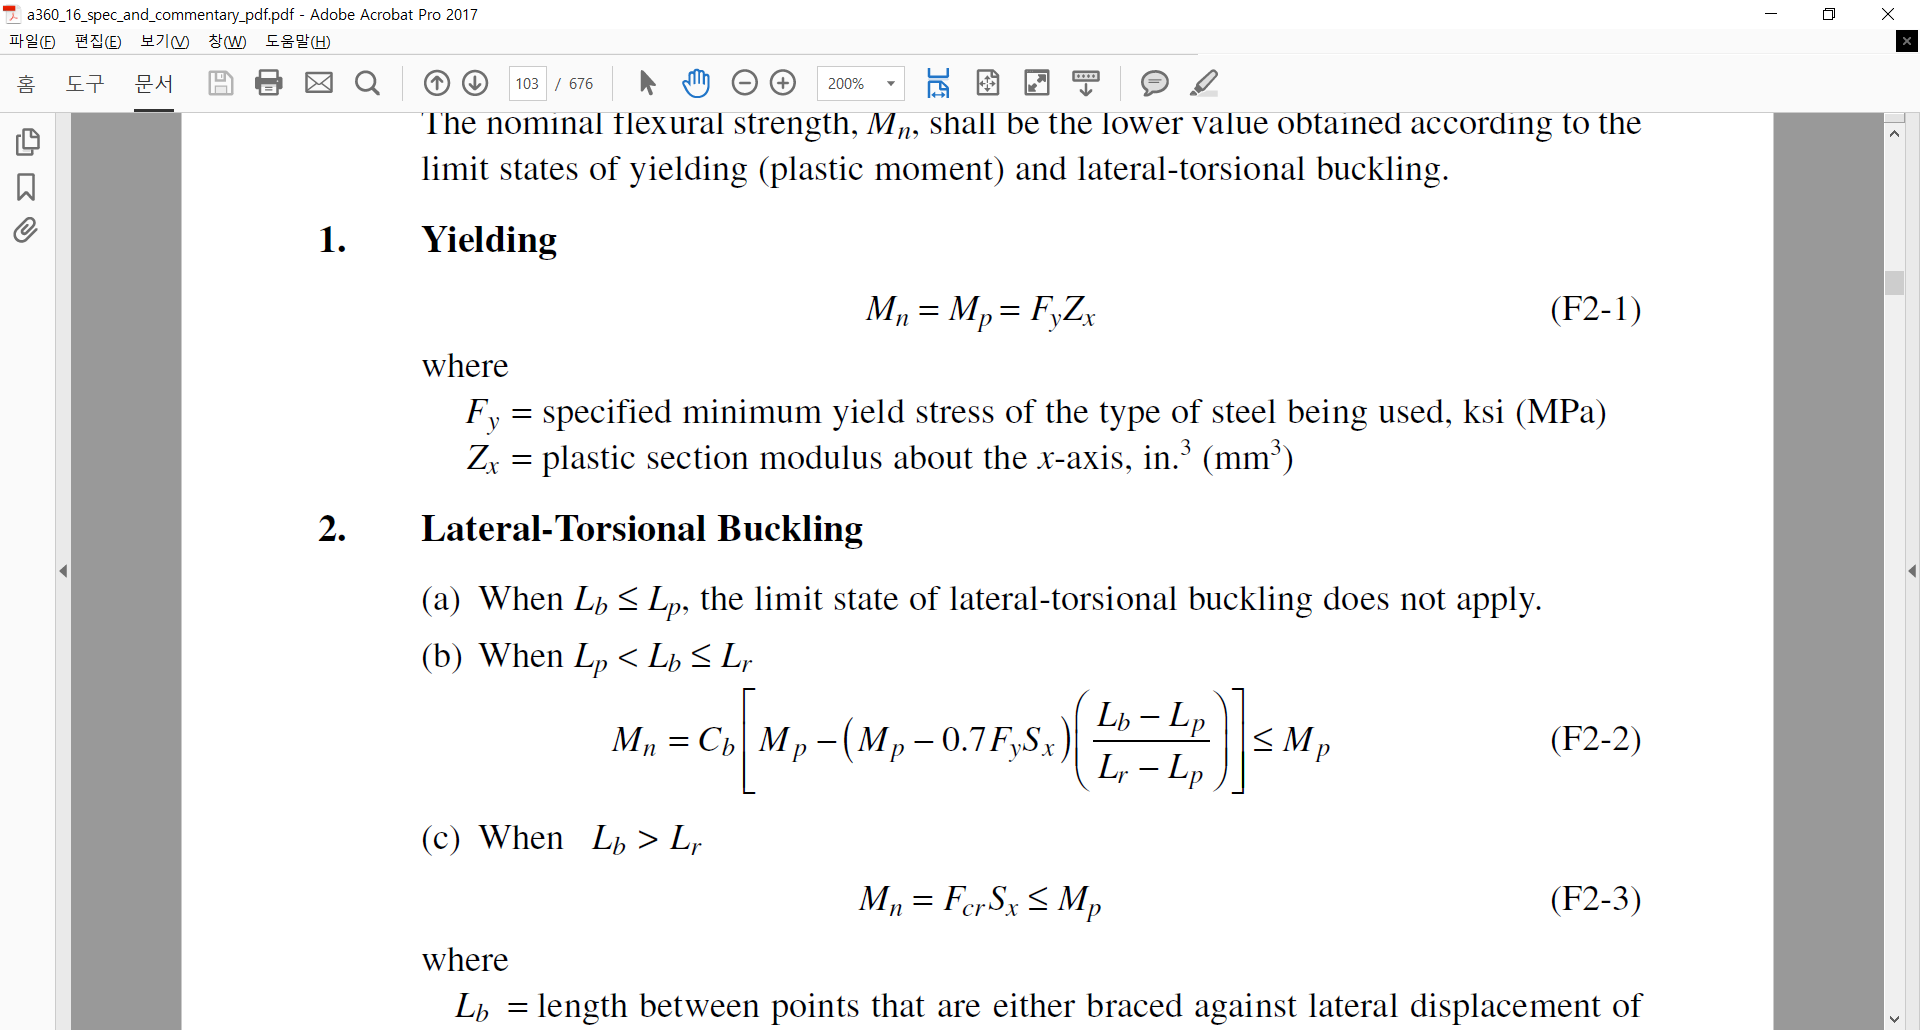 a360_16_spec_and_commentary_pdf.pdf - Adobe Acrobat Pro 2017
파일(F) 편집(E) 보기(V) 창(W) 도움말(H)
홈 도구 문서 103 / 676 200%
The nominal flexural strength, Mn, shall be the lower value obtained according to the
limit states of yielding (plastic moment) and lateral-torsional buckling.
1. Yielding
Mn = Mp = FyZx (F2-1)
where
Fy = specified minimum yield stress of the type of steel being used, ksi (MPa)
Zx = plastic section modulus about the x-axis, in.³ (mm³)
2. Lateral-Torsional Buckling
(a) When Lb ≤ Lp, the limit state of lateral-torsional buckling does not apply.
(b) When Lp < Lb ≤ Lr
Mn = Cb[Mp − (Mp − 0.7FySx)((Lb − Lp)/(Lr − Lp))] ≤ Mp (F2-2)
(c) When Lb > Lr
Mn = FcrSx ≤ Mp (F2-3)
where
Lb = length between points that are either braced against lateral displacement of